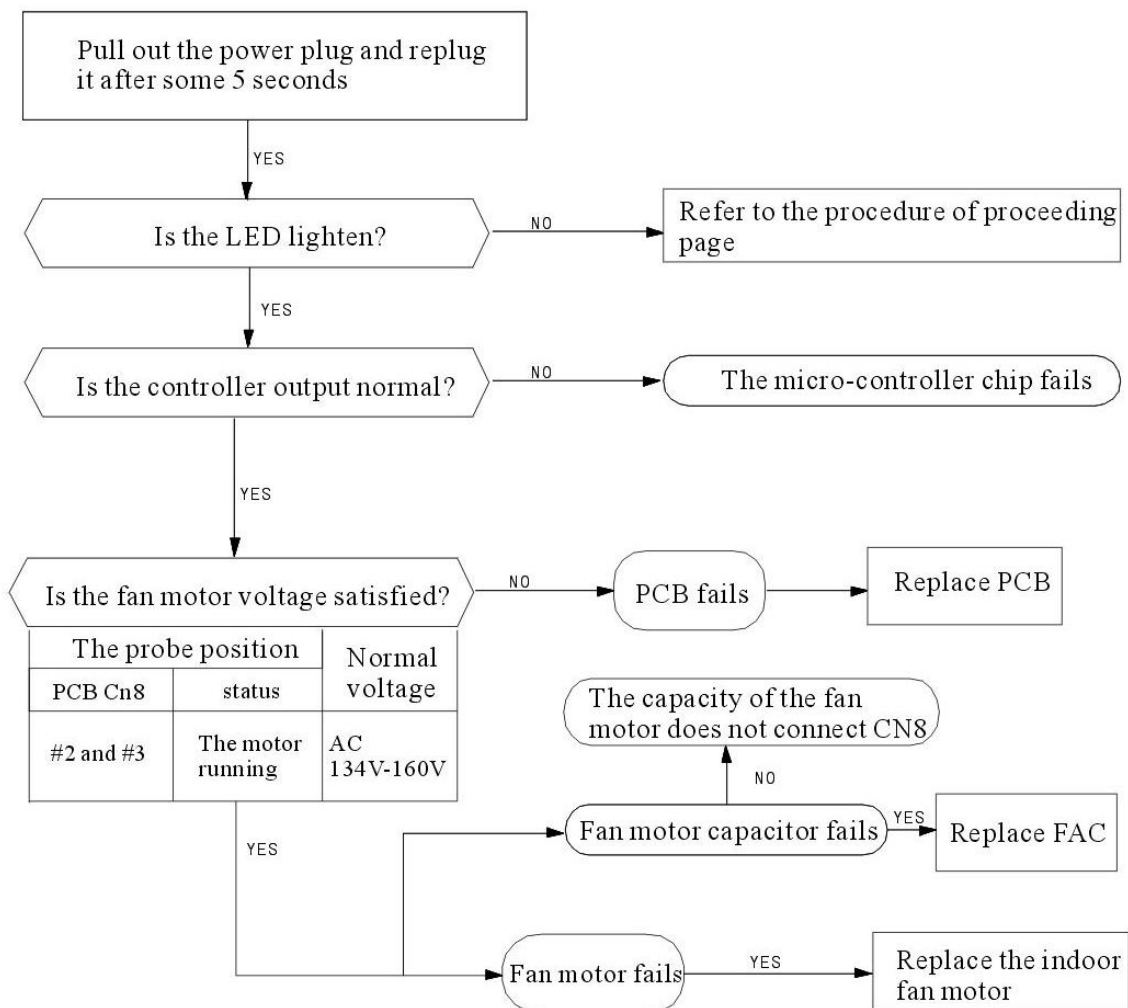 Pull out the power plug and replug
it after some 5 seconds
YES
Is the LED lighten?
NO
Refer to the procedure of proceeding
page
YES
Is the controller output normal?
NO
The micro-controller chip fails
YES
Is the fan motor voltage satisfied?
NO
PCB fails
Replace PCB
The probe position
Normal
voltage
PCB Cn8
status
#2 and #3
The motor
running
AC
134V-160V
The capacity of the fan
motor does not connect CN8
NO
Fan motor capacitor fails
YES
Replace FAC
YES
Fan motor fails
YES
Replace the indoor
fan motor